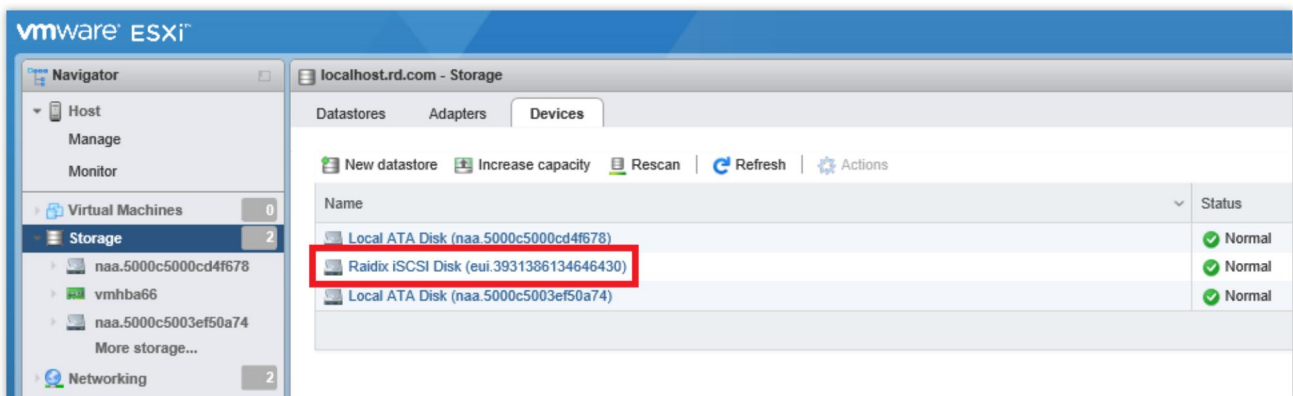 vmware ESXi™
Navigator
Host
Manage
Monitor
Virtual Machines 0
Storage 2
naa.5000c5000cd4f678
vmhba66
naa.5000c5003ef50a74
More storage...
Networking 2
localhost.rd.com - Storage
Datastores Adapters Devices
New datastore Increase capacity Rescan Refresh Actions
Name Status
Local ATA Disk (naa.5000c5000cd4f678) Normal
Raidix iSCSI Disk (eui.3931386134646430) Normal
Local ATA Disk (naa.5000c5003ef50a74) Normal